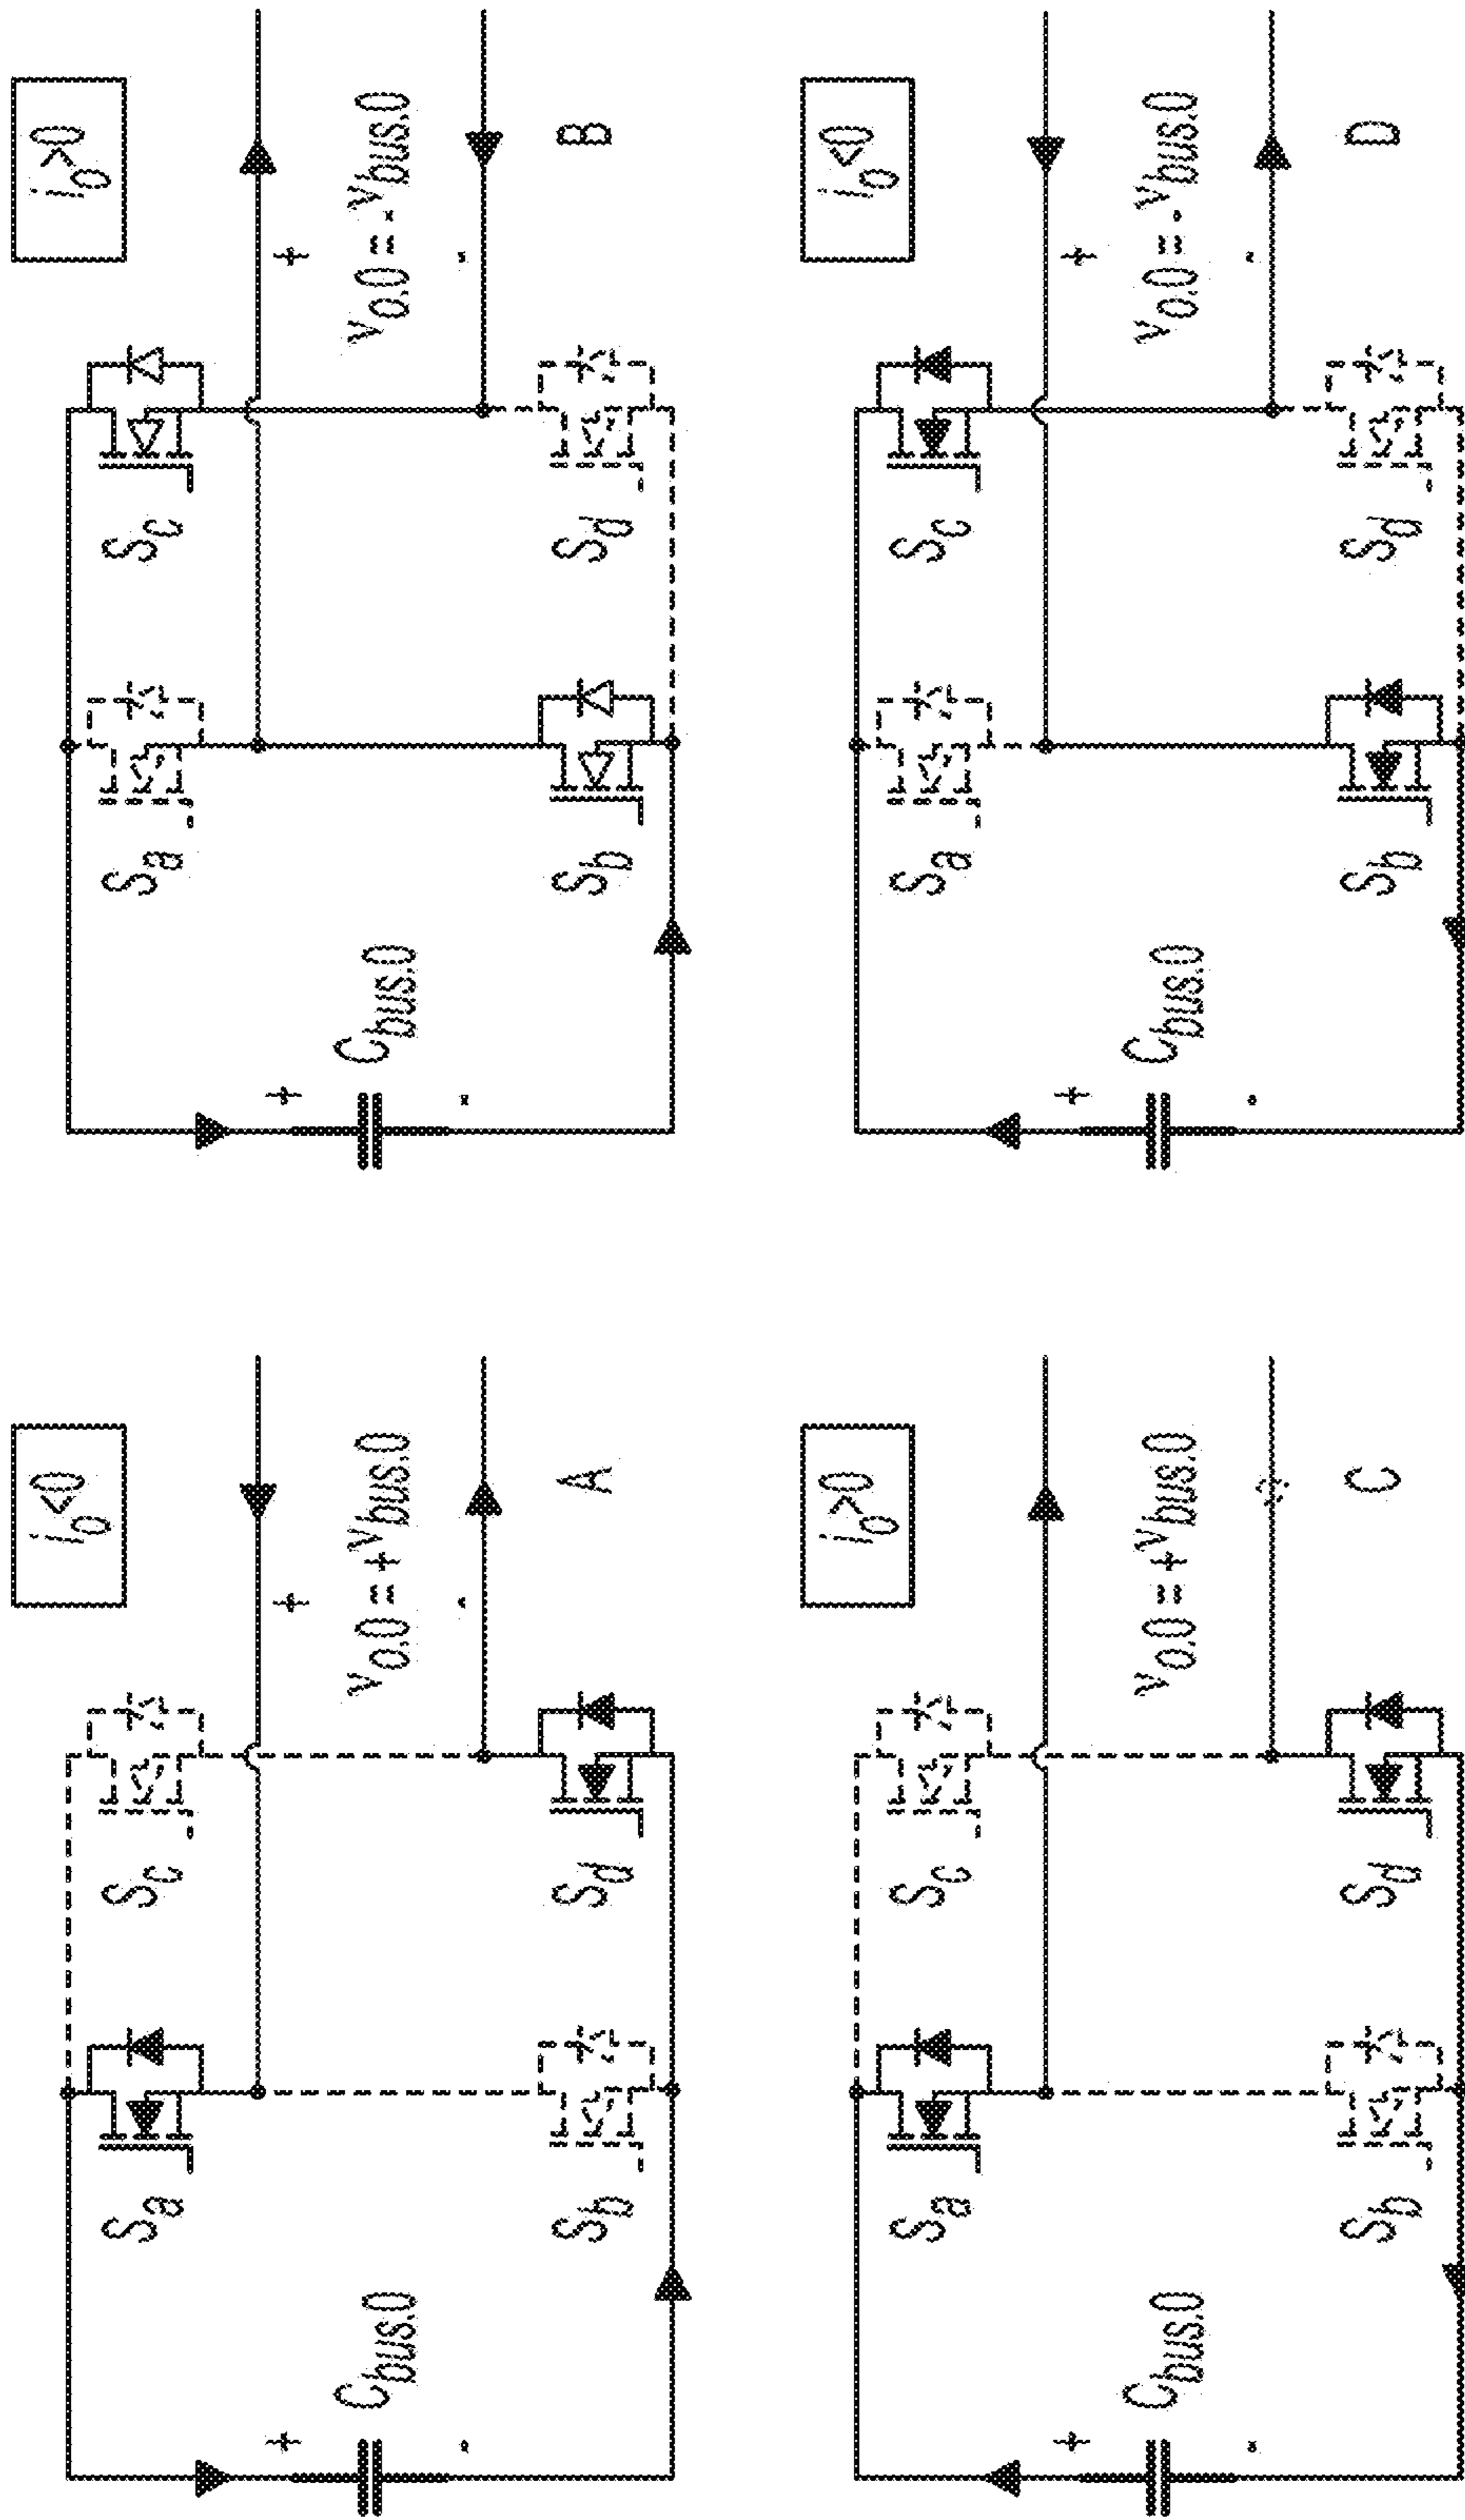 i_o<0
S_a
S_c
+
+
C_bus.0
v_o.0 = +v_bus.0
-
-
S_b
S_d
A
i_o>0
S_a
S_c
+
+
C_bus.0
v_o.0 = -v_bus.0
-
-
S_b
S_d
B
i_o>0
S_a
S_c
+
C_bus.0
v_o.0 = +v_bus.0
-
S_b
S_d
C
i_o<0
S_a
S_c
+
+
C_bus.0
v_o.0 = -v_bus.0
-
-
S_b
S_d
D